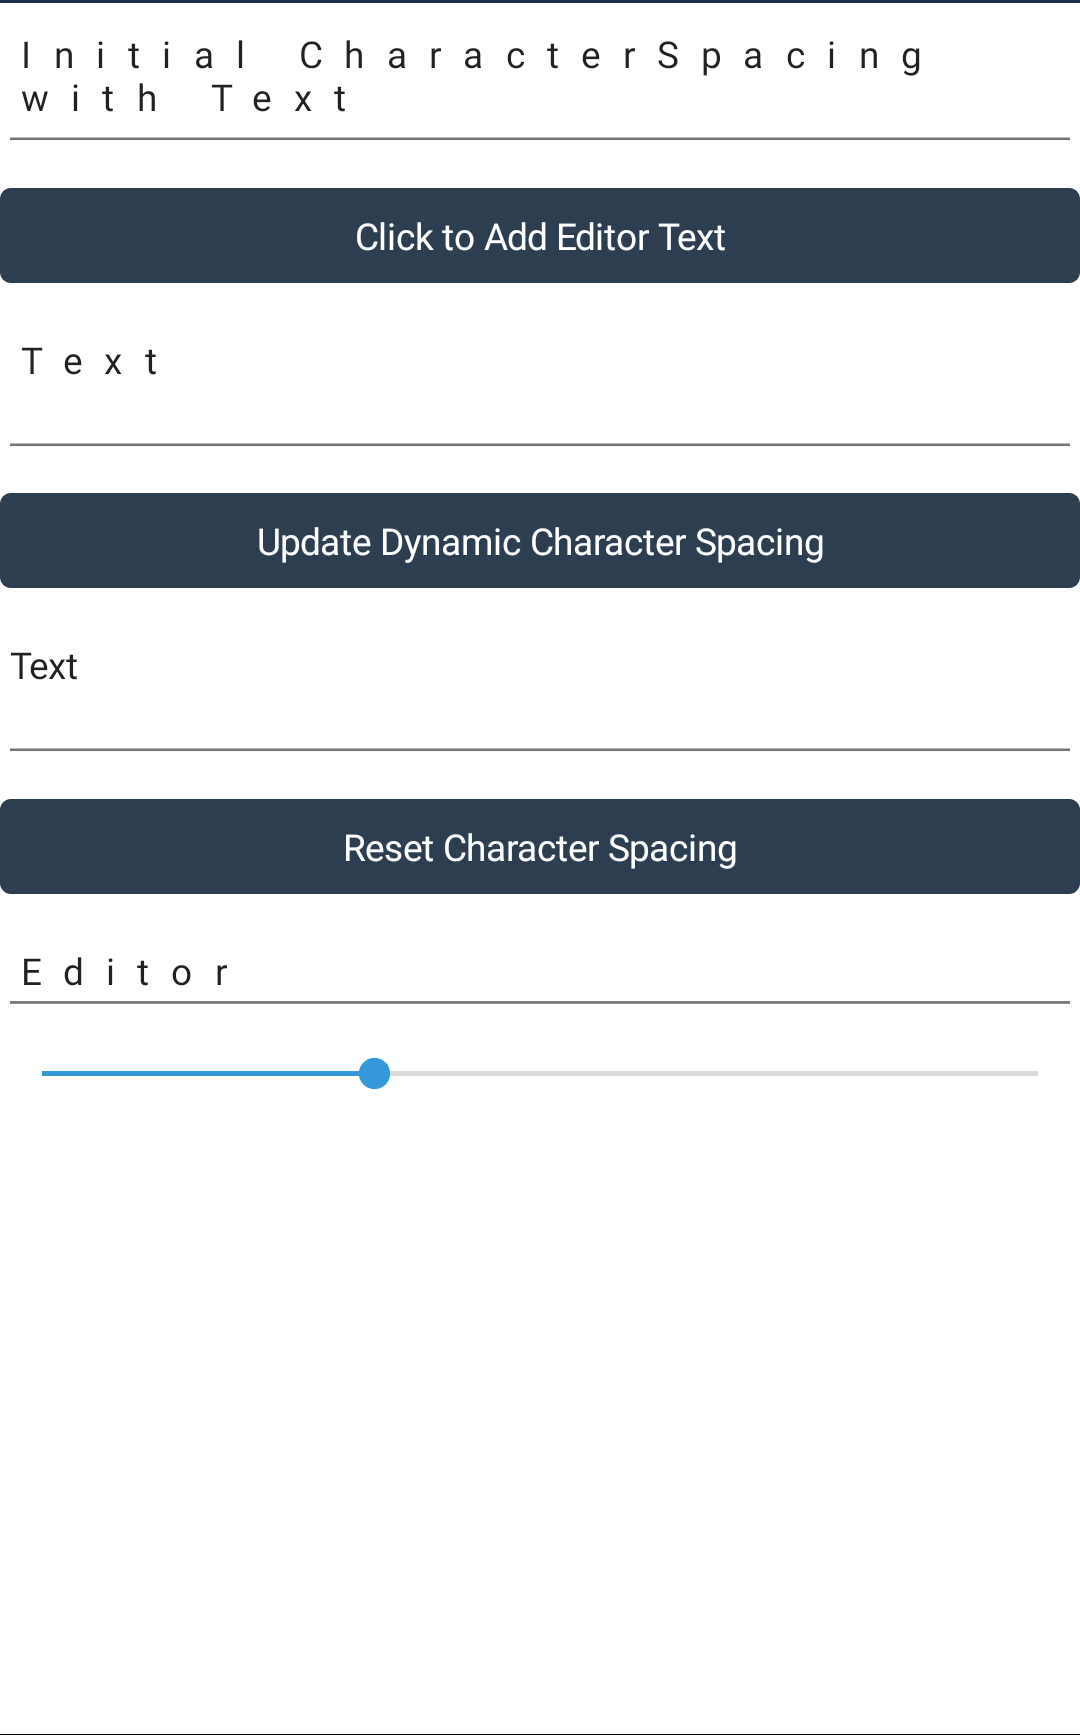 Initial CharacterSpacing
with Text
Click to Add Editor Text
Text
Update Dynamic Character Spacing
Text
Reset Character Spacing
Editor